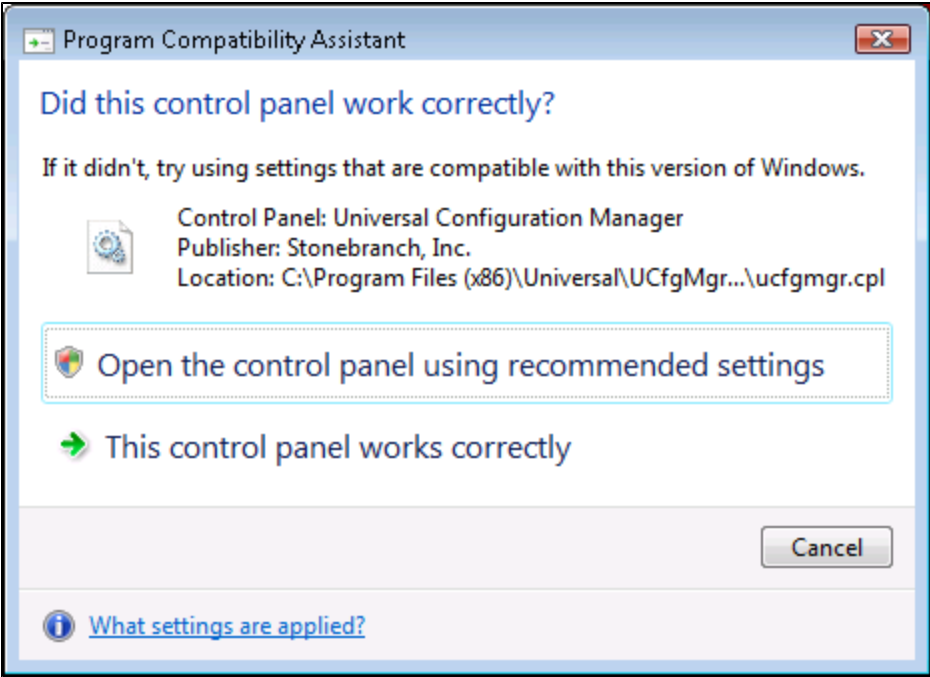 Program Compatibility Assistant
Did this control panel work correctly?
If it didn't, try using settings that are compatible with this version of Windows.
Control Panel: Universal Configuration Manager
Publisher: Stonebranch, Inc.
Location: C:\Program Files (x86)\Universal\UCfgMgr...\ucfgmgr.cpl
Open the control panel using recommended settings
This control panel works correctly
Cancel
What settings are applied?